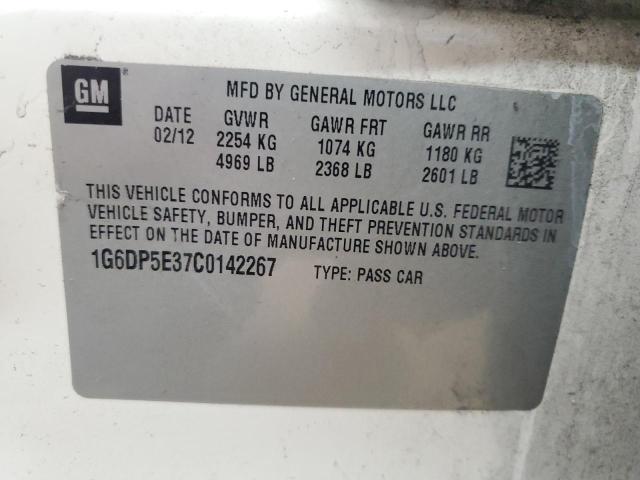 GM
MFD BY GENERAL MOTORS LLC
DATE GVWR GAWR FRT GAWR RR
02/12 2254 KG 1074 KG 1180 KG
4969 LB 2368 LB 2601 LB
THIS VEHICLE CONFORMS TO ALL APPLICABLE U.S. FEDERAL MOTOR
VEHICLE SAFETY, BUMPER, AND THEFT PREVENTION STANDARDS IN
EFFECT ON THE DATE OF MANUFACTURE SHOWN ABOVE.
1G6DP5E37C0142267 TYPE: PASS CAR